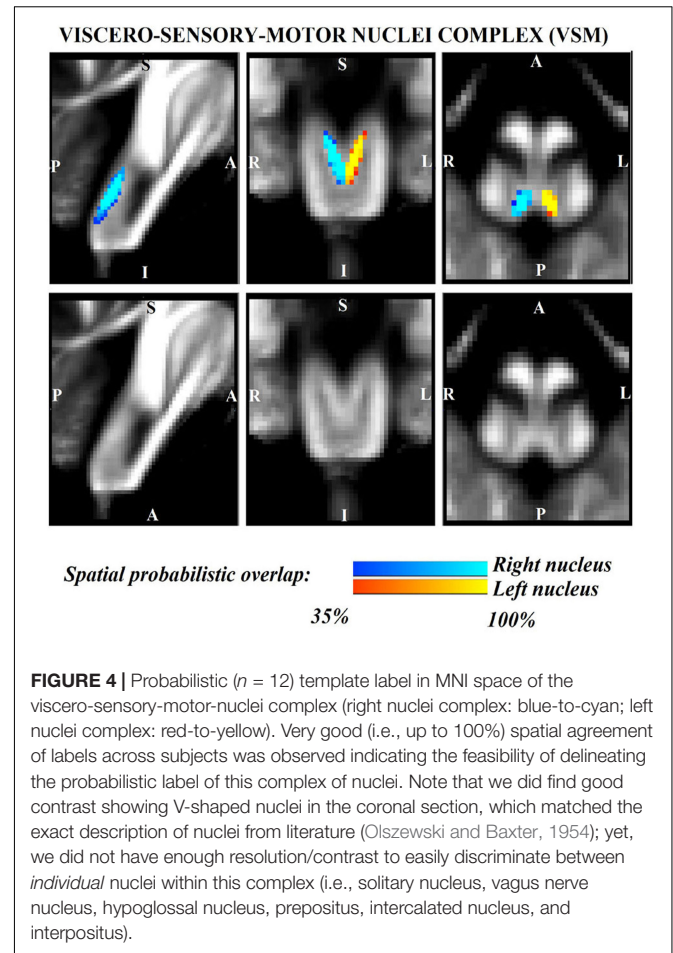 VISCERO-SENSORY-MOTOR NUCLEI COMPLEX (VSM)
S S A
P A R L R L
I I P
S S A
P A R L R L
A I P
Spatial probabilistic overlap: Right nucleus
Left nucleus
35% 100%
FIGURE 4 | Probabilistic (n = 12) template label in MNI space of the
viscero-sensory-motor-nuclei complex (right nuclei complex: blue-to-cyan; left
nuclei complex: red-to-yellow). Very good (i.e., up to 100%) spatial agreement
of labels across subjects was observed indicating the feasibility of delineating
the probabilistic label of this complex of nuclei. Note that we did find good
contrast showing V-shaped nuclei in the coronal section, which matched the
exact description of nuclei from literature (Olszewski and Baxter, 1954); yet,
we did not have enough resolution/contrast to easily discriminate between
individual nuclei within this complex (i.e., solitary nucleus, vagus nerve
nucleus, hypoglossal nucleus, prepositus, intercalated nucleus, and
interpositus).